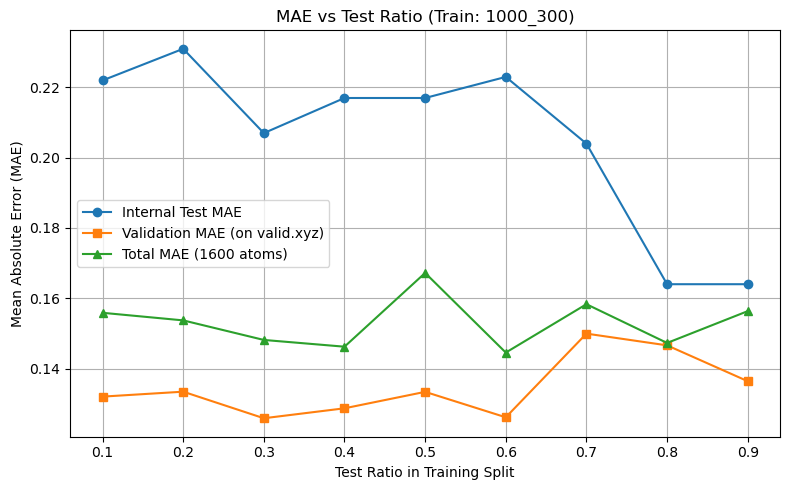 MAE vs Test Ratio (Train: 1000_300)
Mean Absolute Error (MAE)
0.22
0.20
0.18
0.16
0.14
Internal Test MAE
Validation MAE (on valid.xyz)
Total MAE (1600 atoms)
0.1 0.2 0.3 0.4 0.5 0.6 0.7 0.8 0.9
Test Ratio in Training Split